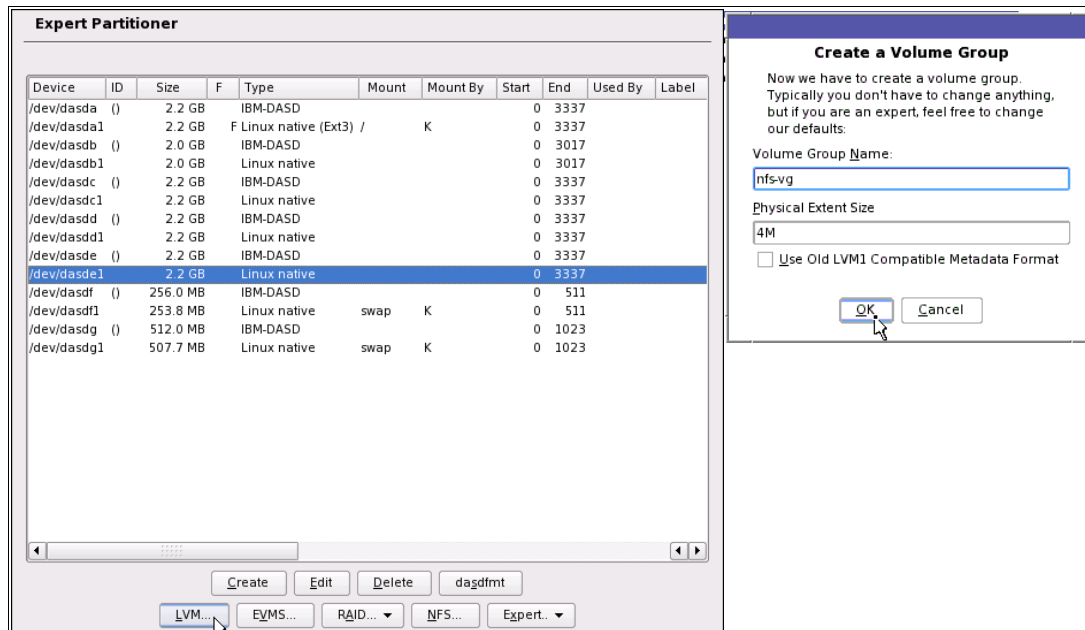 Expert Partitioner
Device ID Size F Type Mount Mount By Start End Used By Label
/dev/dasda () 2.2 GB IBM-DASD 0 3337
/dev/dasda1 2.2 GB F Linux native (Ext3) / K 0 3337
/dev/dasdb () 2.0 GB IBM-DASD 0 3017
/dev/dasdb1 2.0 GB Linux native 0 3017
/dev/dasdc () 2.2 GB IBM-DASD 0 3337
/dev/dasdc1 2.2 GB Linux native 0 3337
/dev/dasdd () 2.2 GB IBM-DASD 0 3337
/dev/dasdd1 2.2 GB Linux native 0 3337
/dev/dasde () 2.2 GB IBM-DASD 0 3337
/dev/dasde1 2.2 GB Linux native 0 3337
/dev/dasdf () 256.0 MB IBM-DASD 0 511
/dev/dasdf1 253.8 MB Linux native swap K 0 511
/dev/dasdg () 512.0 MB IBM-DASD 0 1023
/dev/dasdg1 507.7 MB Linux native swap K 0 1023
Create Edit Delete dasdfmt
LVM... EVMS... RAID... NFS... Expert..
Create a Volume Group
Now we have to create a volume group.
Typically you don't have to change anything,
but if you are an expert, feel free to change
our defaults:
Volume Group Name:
nfs-vg
Physical Extent Size
4M
Use Old LVM1 Compatible Metadata Format
OK Cancel